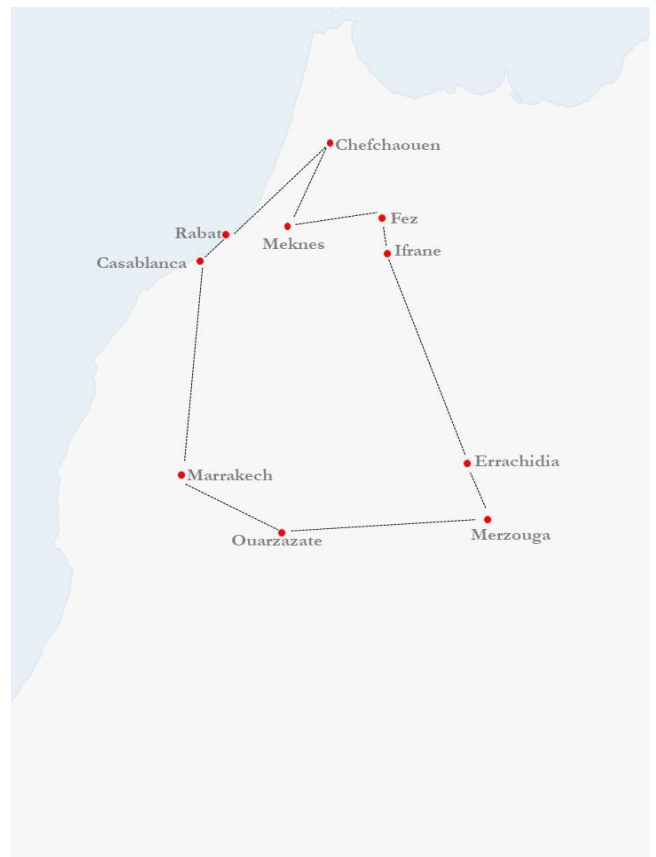 Chefchaouen
Fez
Rabat
Meknes
Ifrane
Casablanca
Errachidia
Marrakech
Merzouga
Ouarzazate